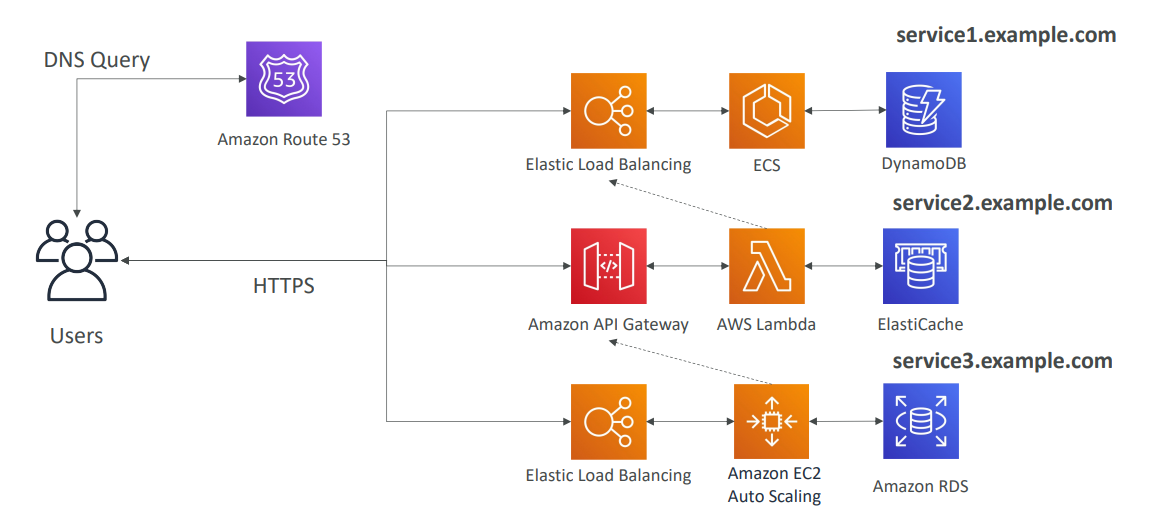 service1.example.com
DNS Query
53
Amazon Route 53
Elastic Load Balancing
ECS
DynamoDB
service2.example.com
HTTPS
</>
Users
Amazon API Gateway
AWS Lambda
ElastiCache
service3.example.com
Elastic Load Balancing
Amazon EC2
Auto Scaling
Amazon RDS